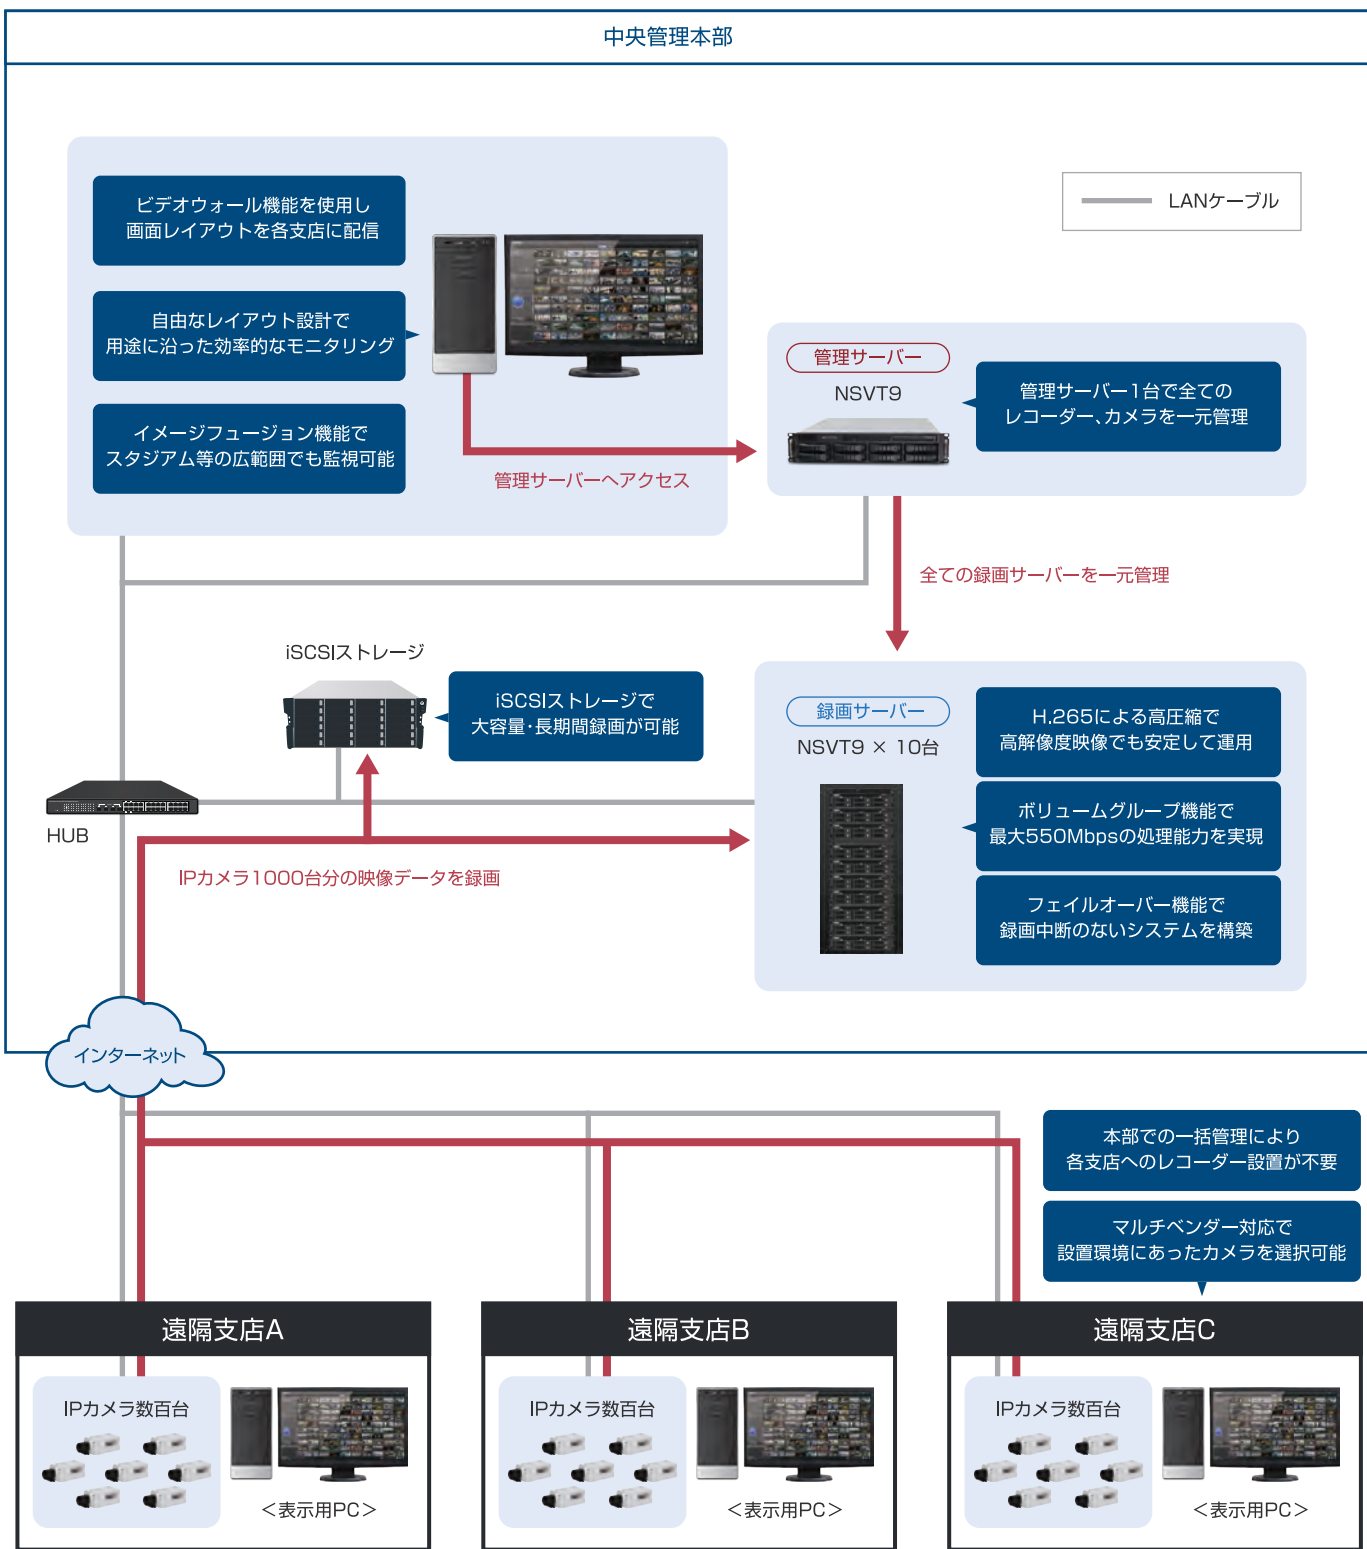 中央管理本部
ビデオウォール機能を使用し
画面レイアウトを各支店に配信
LANケーブル
自由なレイアウト設計で
用途に沿った効率的なモニタリング
イメージフュージョン機能で
スタジアム等の広範囲でも監視可能
管理サーバーへアクセス
管理サーバー
NSVT9
管理サーバー1台で全ての
レコーダー、カメラを一元管理
全ての録画サーバーを一元管理
iSCSIストレージ
iSCSIストレージで
大容量・長期間録画が可能
録画サーバー
NSVT9 × 10台
H.265による高圧縮で
高解像度映像でも安定して運用
ボリュームグループ機能で
最大550Mbpsの処理能力を実現
フェイルオーバー機能で
録画中断のないシステムを構築
HUB
IPカメラ1000台分の映像データを録画
インターネット
本部での一括管理により
各支店へのレコーダー設置が不要
マルチベンダー対応で
設置環境にあったカメラを選択可能
遠隔支店A
IPカメラ数百台
<表示用PC>
遠隔支店B
IPカメラ数百台
<表示用PC>
遠隔支店C
IPカメラ数百台
<表示用PC>